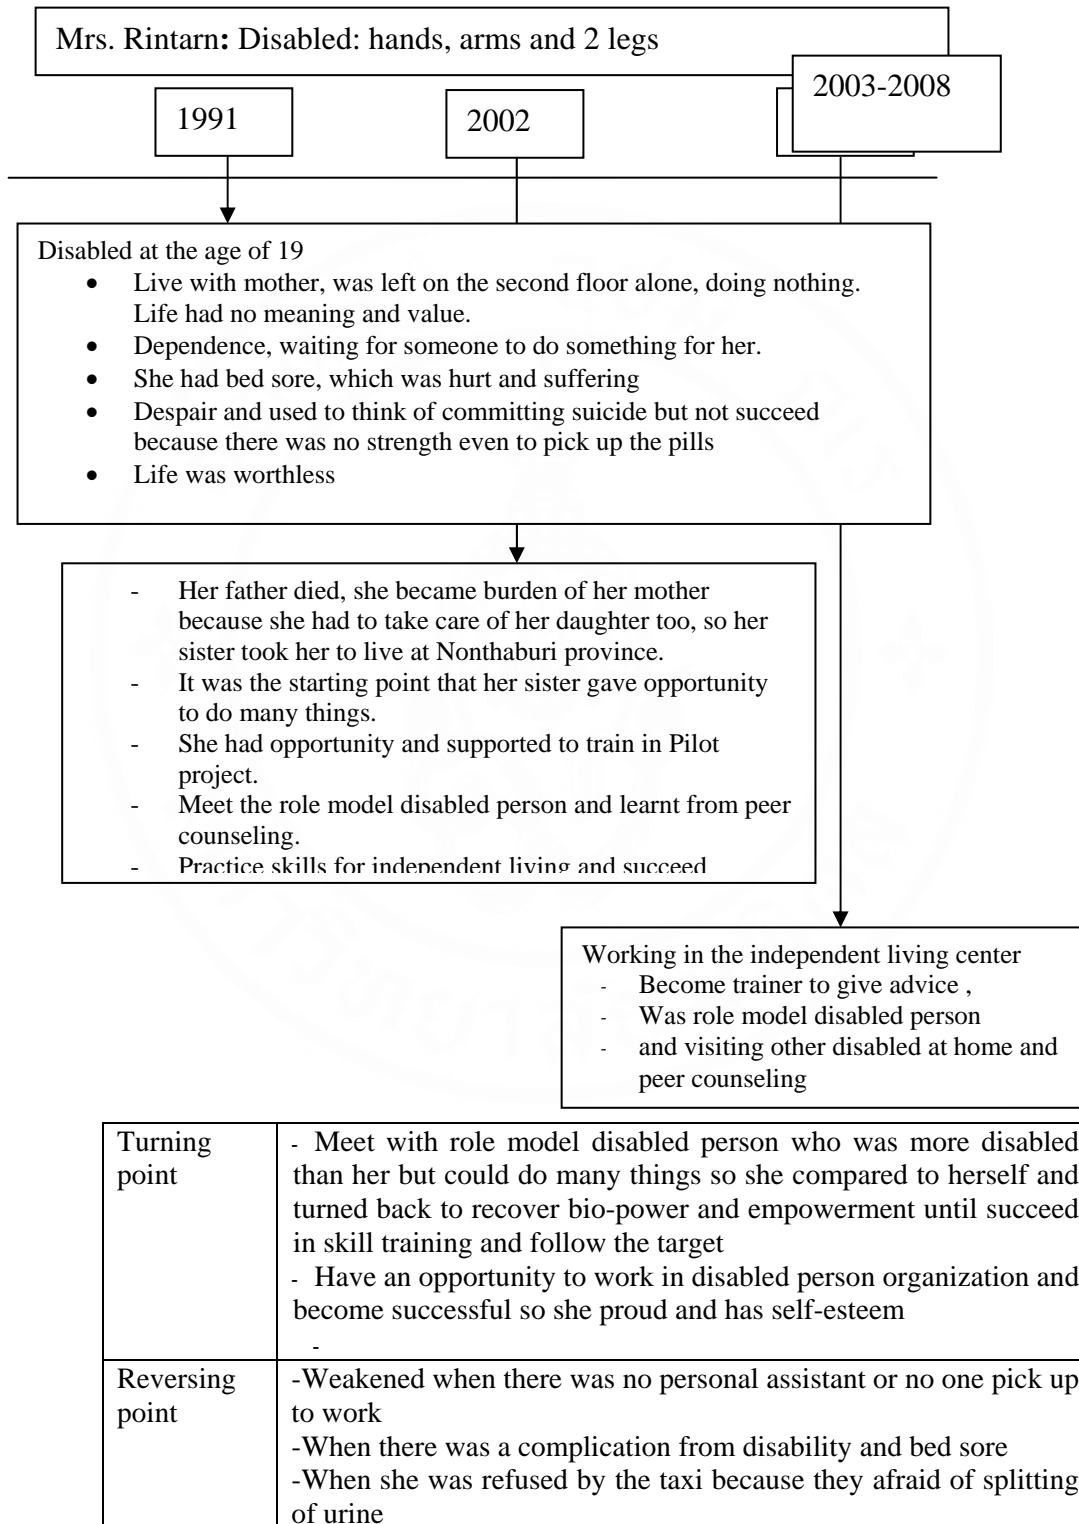 Mrs. Rintarn: Disabled: hands, arms and 2 legs
1991
2002
2003-2008
Disabled at the age of 19
• Live with mother, was left on the second floor alone, doing nothing.
Life had no meaning and value.
• Dependence, waiting for someone to do something for her.
• She had bed sore, which was hurt and suffering
• Despair and used to think of committing suicide but not succeed
because there was no strength even to pick up the pills
• Life was worthless
- Her father died, she became burden of her mother
because she had to take care of her daughter too, so her
sister took her to live at Nonthaburi province.
- It was the starting point that her sister gave opportunity
to do many things.
- She had opportunity and supported to train in Pilot
project.
- Meet the role model disabled person and learnt from peer
counseling.
- Practice skills for independent living and succeed
Working in the independent living center
- Become trainer to give advice ,
- Was role model disabled person
- and visiting other disabled at home and
peer counseling
Turning
point
- Meet with role model disabled person who was more disabled
than her but could do many things so she compared to herself and
turned back to recover bio-power and empowerment until succeed
in skill training and follow the target
- Have an opportunity to work in disabled person organization and
become successful so she proud and has self-esteem
-
Reversing
point
-Weakened when there was no personal assistant or no one pick up
to work
-When there was a complication from disability and bed sore
-When she was refused by the taxi because they afraid of splitting
of urine